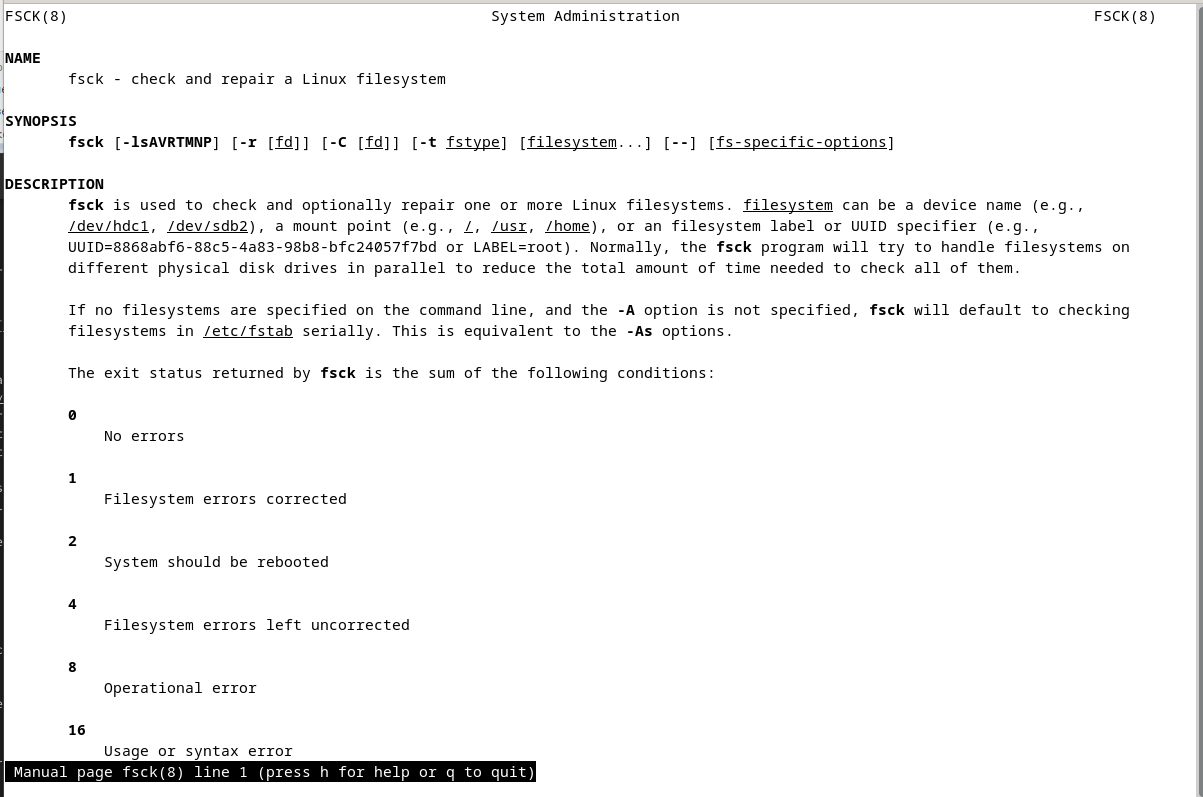 FSCK(8) System Administration FSCK(8)
NAME
fsck - check and repair a Linux filesystem
SYNOPSIS
fsck [-lsAVRTMNP] [-r [fd]] [-C [fd]] [-t fstype] [filesystem...] [--] [fs-specific-options]
DESCRIPTION
fsck is used to check and optionally repair one or more Linux filesystems. filesystem can be a device name (e.g.,
/dev/hdc1, /dev/sdb2), a mount point (e.g., /, /usr, /home), or an filesystem label or UUID specifier (e.g.,
UUID=8868abf6-88c5-4a83-98b8-bfc24057f7bd or LABEL=root). Normally, the fsck program will try to handle filesystems on
different physical disk drives in parallel to reduce the total amount of time needed to check all of them.
If no filesystems are specified on the command line, and the -A option is not specified, fsck will default to checking
filesystems in /etc/fstab serially. This is equivalent to the -As options.
The exit status returned by fsck is the sum of the following conditions:
0
No errors
1
Filesystem errors corrected
2
System should be rebooted
4
Filesystem errors left uncorrected
8
Operational error
16
Usage or syntax error
Manual page fsck(8) line 1 (press h for help or q to quit)